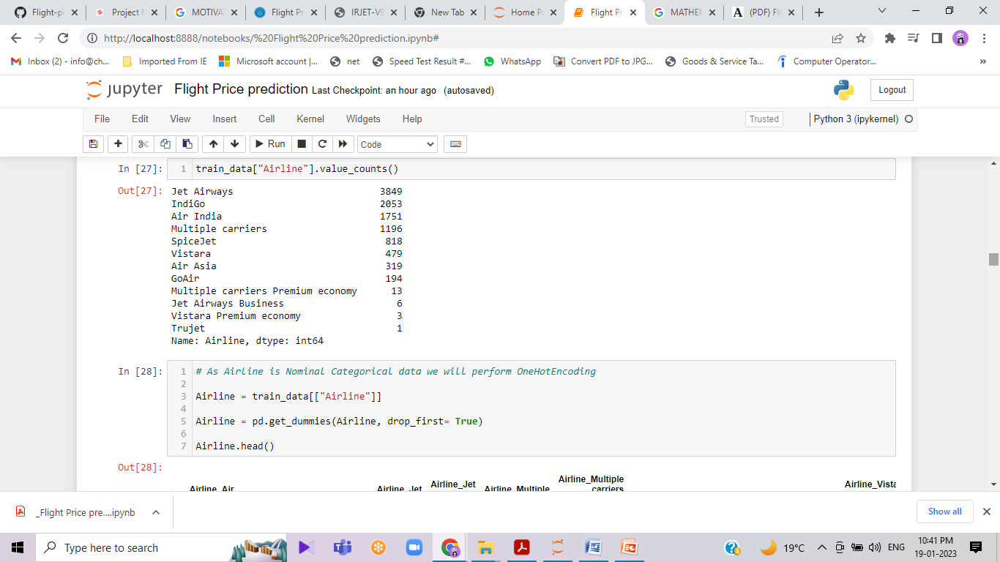 Flight-pr
Project M
MOTIVAT
Flight Pr
IRJET-V9
New Tab
Home Pa
Flight Pr
MATHEM
(PDF) Fli
http://localhost:8888/notebooks/%20Flight%20Price%20prediction.ipynb#
Inbox (2) - info@ch...
Imported From IE
Microsoft account |...
net
Speed Test Result #...
WhatsApp
Convert PDF to JPG...
Goods & Service Ta...
Computer Operator...
»
jupyter Flight Price prediction Last Checkpoint: an hour ago (autosaved)
Logout
File Edit View Insert Cell Kernel Widgets Help
Trusted
Python 3 (ipykernel)
Run
Code
In [27]: 1 train_data["Airline"].value_counts()
Out[27]: Jet Airways 3849
IndiGo 2053
Air India 1751
Multiple carriers 1196
SpiceJet 818
Vistara 479
Air Asia 319
GoAir 194
Multiple carriers Premium economy 13
Jet Airways Business 6
Vistara Premium economy 3
Trujet 1
Name: Airline, dtype: int64
In [28]: 1 # As Airline is Nominal Categorical data we will perform OneHotEncoding
2
3 Airline = train_data[["Airline"]]
4
5 Airline = pd.get_dummies(Airline, drop_first= True)
6
7 Airline.head()
Out[28]:
Airline_Air
Airline_Jet
Airline_Jet
Airline_Multiple
Airline_Multiple
carriers
Airline_Vista
_Flight Price pre....ipynb
Show all
Type here to search
19°C
ENG
10:41 PM
19-01-2023